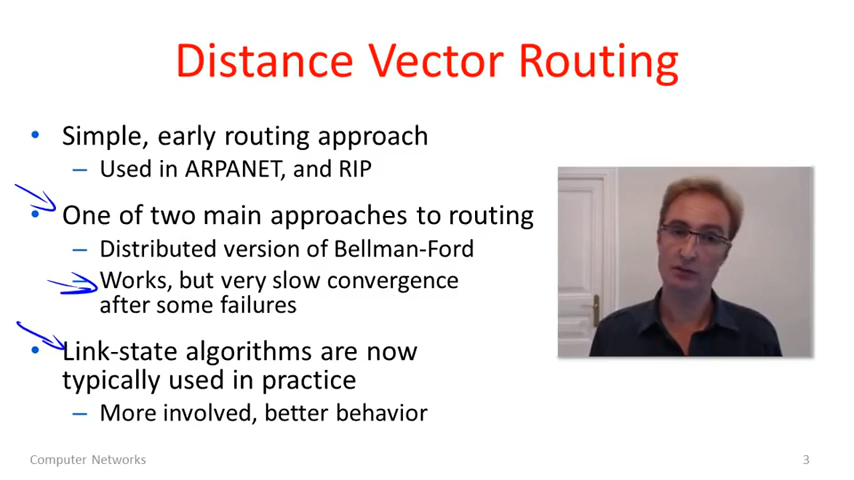 Distance Vector Routing
• Simple, early routing approach
– Used in ARPANET, and RIP
• One of two main approaches to routing
– Distributed version of Bellman-Ford
– Works, but very slow convergence
after some failures
• Link-state algorithms are now
typically used in practice
– More involved, better behavior
Computer Networks
3